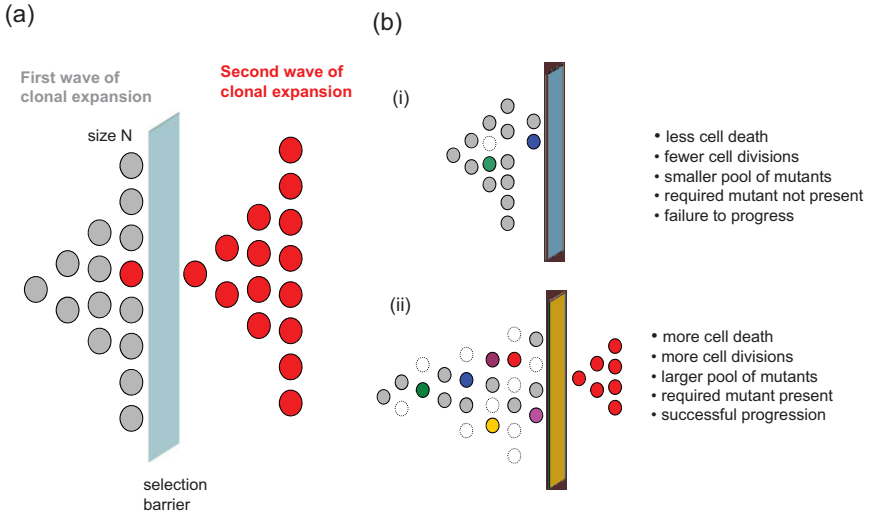 (a)
First wave of
clonal expansion
Second wave of
clonal expansion
size N
selection
barrier
(b)
(i)
• less cell death
• fewer cell divisions
• smaller pool of mutants
• required mutant not present
• failure to progress
(ii)
• more cell death
• more cell divisions
• larger pool of mutants
• required mutant present
• successful progression